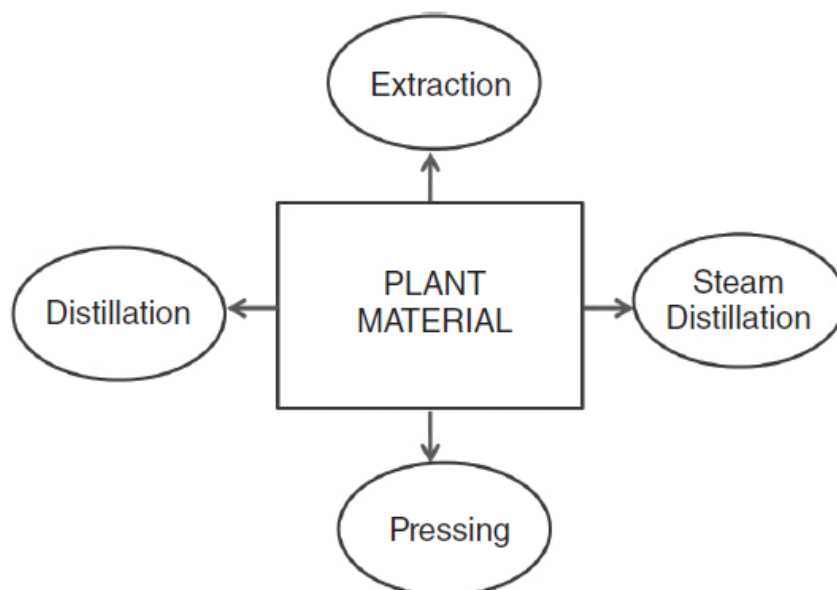 Extraction
Distillation
PLANT
MATERIAL
Steam
Distillation
Pressing